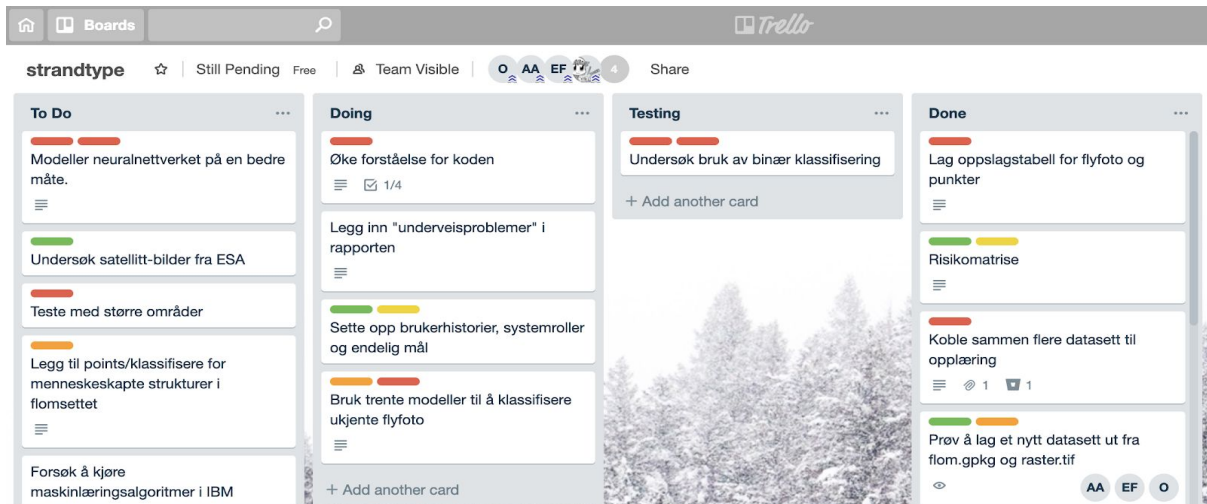 Boards
Trello
strandtype
Still Pending Free
Team Visible
O AA EF 4
Share
To Do
Modeller neuralnettverket på en bedre
måte.
Undersøk satellitt-bilder fra ESA
Teste med større områder
Legg til points/klassifisere for
menneskeskapte strukturer i
flomsettet
Forsøk å kjøre
maskinlæringsalgoritmer i IBM
Doing
Øke forståelse for koden
1/4
Legg inn "underveisproblemer" i
rapporten
Sette opp brukerhistorier, systemroller
og endelig mål
Bruk trente modeller til å klassifisere
ukjente flyfoto
+ Add another card
Testing
Undersøk bruk av binær klassifisering
+ Add another card
Done
Lag oppslagstabell for flyfoto og
punkter
Risikomatrise
Koble sammen flere datasett til
opplæring
1 1
Prøv å lag et nytt datasett ut fra
flom.gpkg og raster.tif
AA EF O